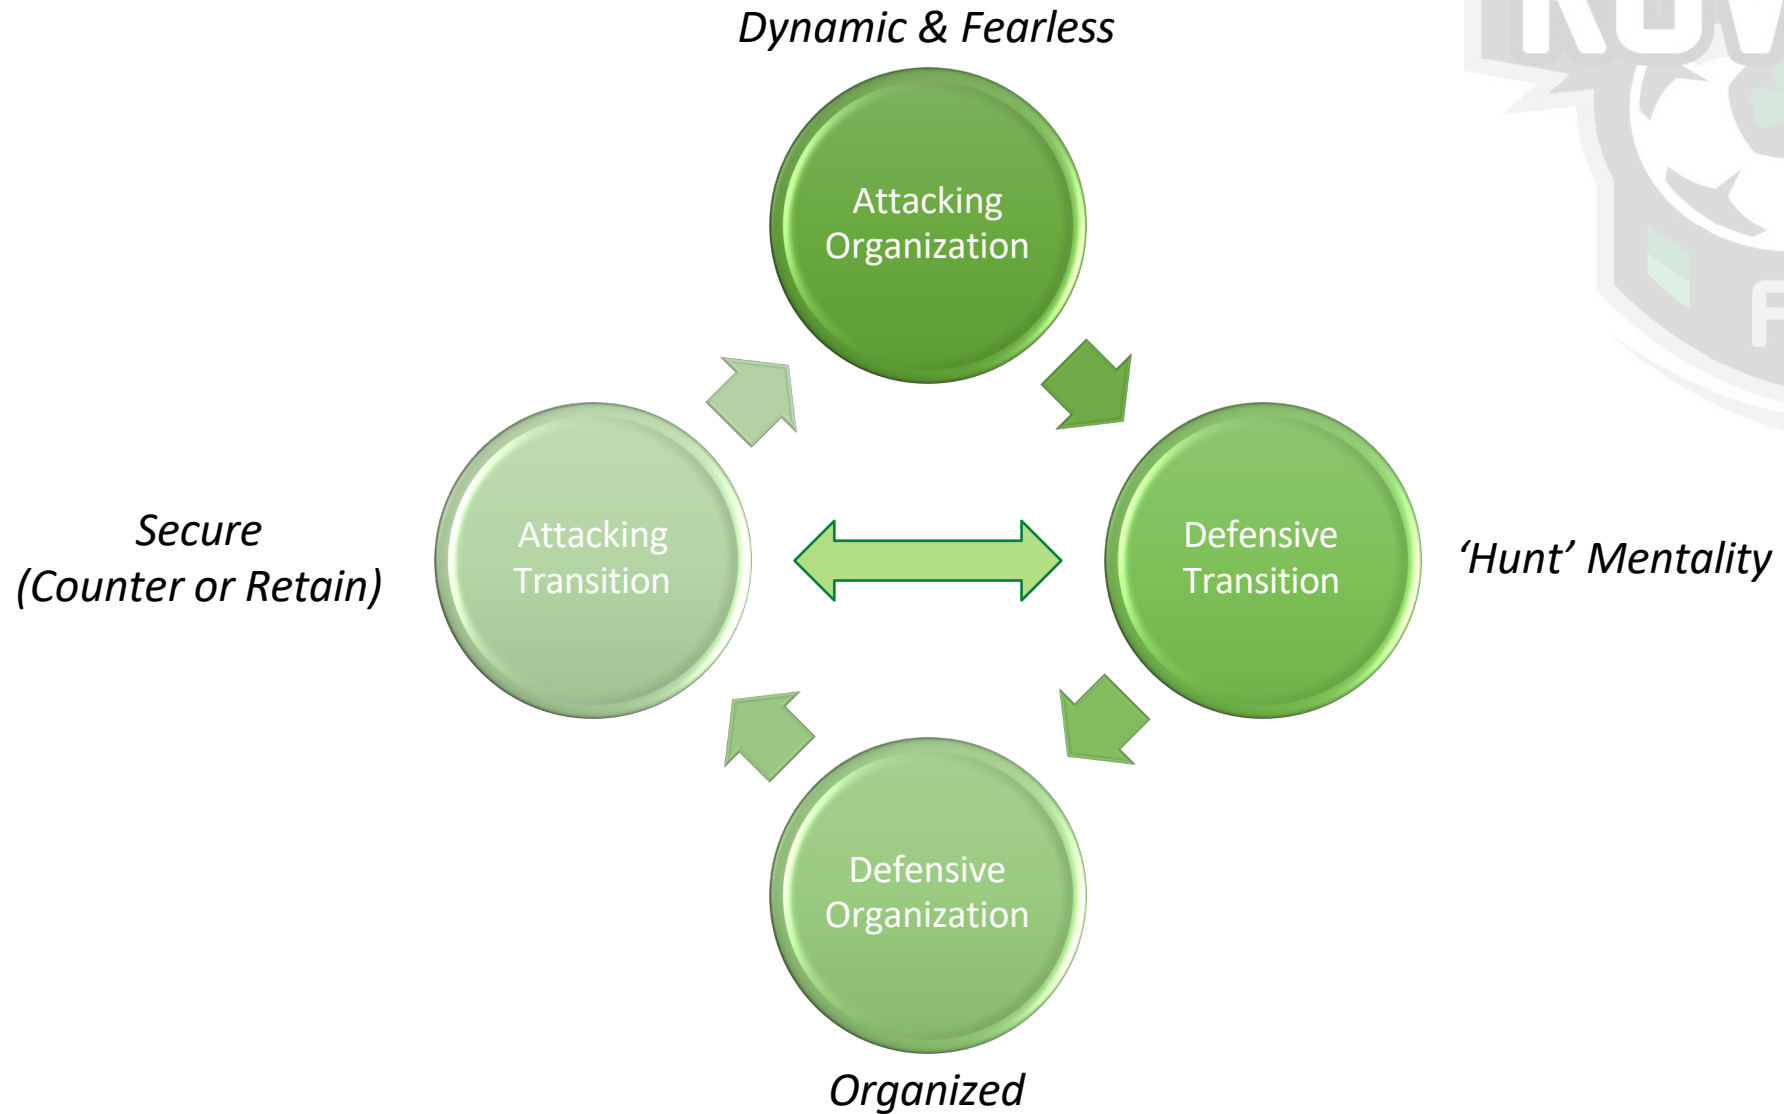 Dynamic & Fearless
Attacking
Organization
Secure
(Counter or Retain)
Attacking
Transition
Defensive
Transition
‘Hunt’ Mentality
Defensive
Organization
Organized